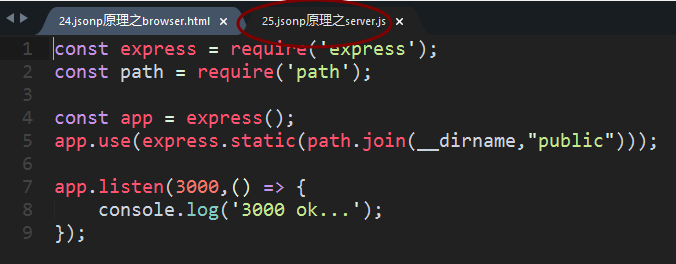 24.jsonp原理之browser.html × 25.jsonp原理之server.js ×
1 const express = require('express');
2 const path = require('path');
3
4 const app = express();
5 app.use(express.static(path.join(__dirname,"public")));
6
7 app.listen(3000,() => {
8     console.log('3000 ok...');
9 });